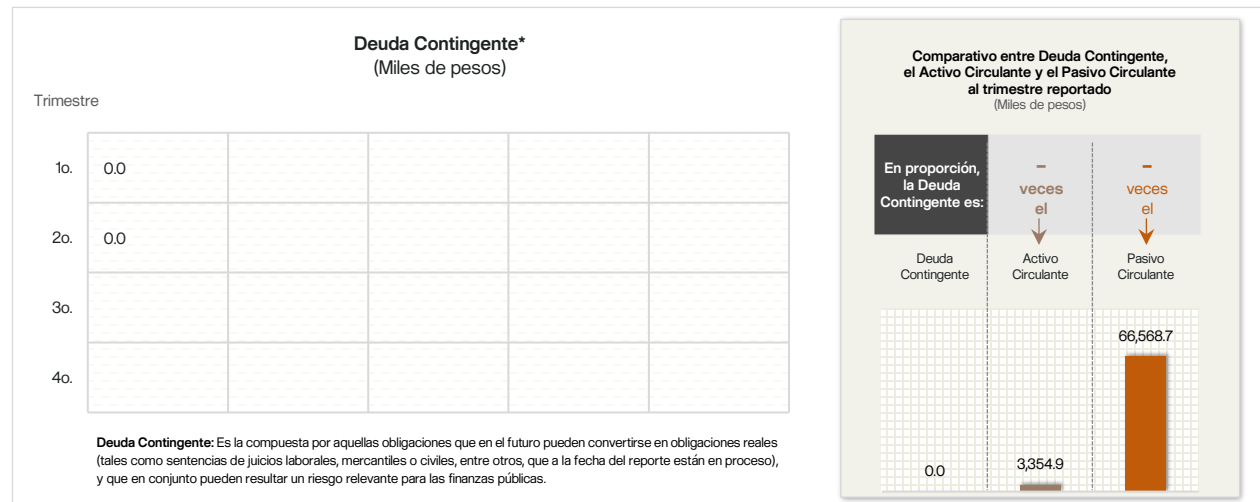 Deuda Contingente*
(Miles de pesos)
Trimestre
1o. 0.0
2o. 0.0
3o.
4o.
Deuda Contingente: Es la compuesta por aquellas obligaciones que en el futuro pueden convertirse en obligaciones reales
(tales como sentencias de juicios laborales, mercantiles o civiles, entre otros, que a la fecha del reporte están en proceso),
y que en conjunto pueden resultar un riesgo relevante para las finanzas públicas.
Comparativo entre Deuda Contingente,
el Activo Circulante y el Pasivo Circulante
al trimestre reportado
(Miles de pesos)
En proporción,
la Deuda
Contingente es:
–
veces
el
–
veces
el
Deuda
Contingente
Activo
Circulante
Pasivo
Circulante
0.0
3,354.9
66,568.7